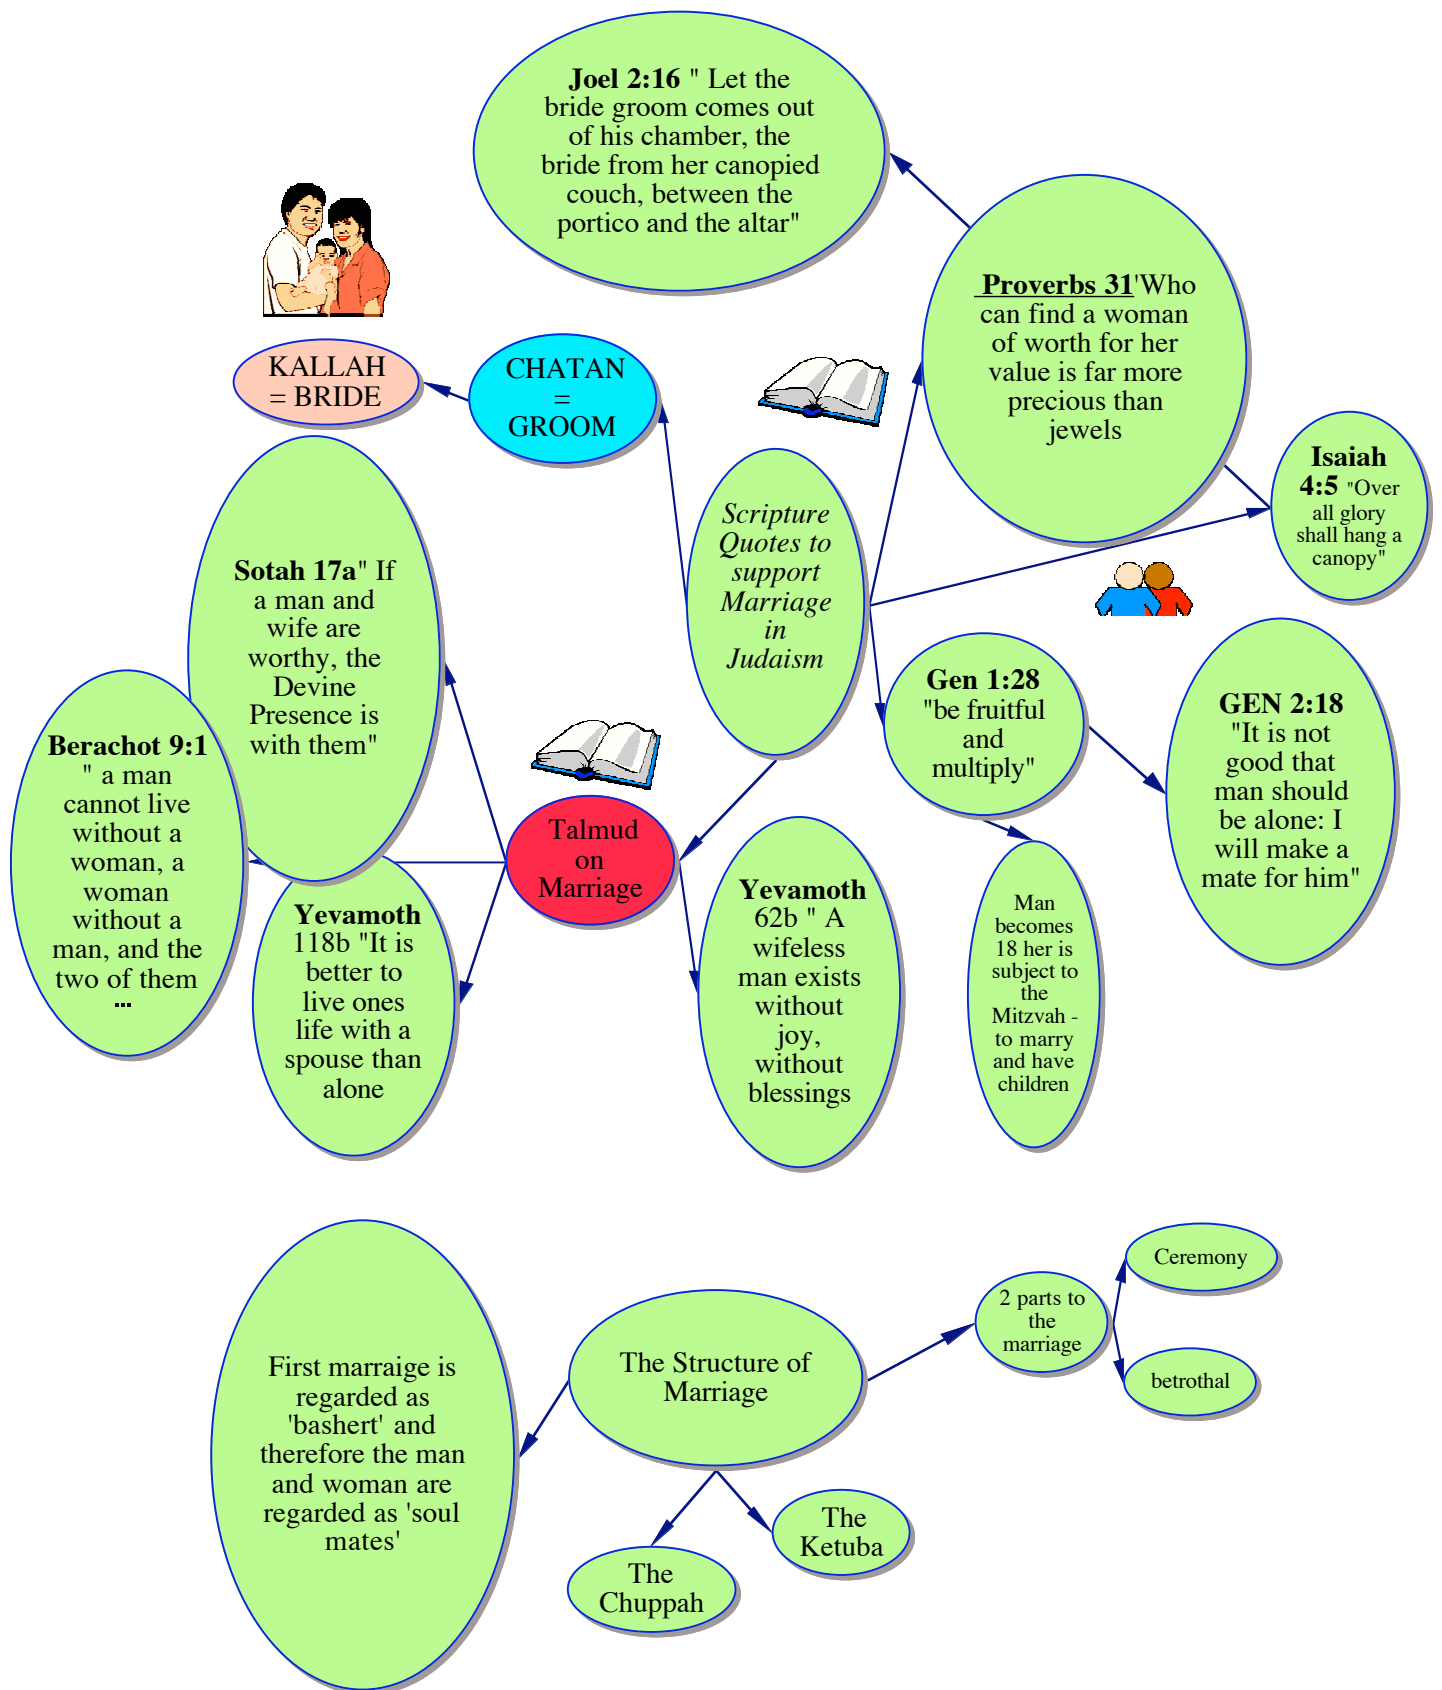 Joel 2:16 " Let the
bride groom comes out
of his chamber, the
bride from her canopied
couch, between the
portico and the altar"
Proverbs 31'Who
can find a woman
of worth for her
value is far more
precious than
jewels
KALLAH
= BRIDE
CHATAN
=
GROOM
Isaiah
4:5 "Over
all glory
shall hang a
canopy"
Scripture
Quotes to
support
Marriage
in
Judaism
Sotah 17a" If
a man and
wife are
worthy, the
Devine
Presence is
with them"
Berachot 9:1
" a man
cannot live
without a
woman, a
woman
without a
man, and the
two of them
...
Gen 1:28
"be fruitful
and
multiply"
GEN 2:18
"It is not
good that
man should
be alone: I
will make a
mate for him"
Talmud
on
Marriage
Yevamoth
118b "It is
better to
live ones
life with a
spouse than
alone
Yevamoth
62b " A
wifeless
man exists
without
joy,
without
blessings
Man
becomes
18 her is
subject to
the
Mitzvah -
to marry
and have
children
First marraige is
regarded as
'bashert' and
therefore the man
and woman are
regarded as 'soul
mates'
The Structure of
Marriage
2 parts to
the
marriage
Ceremony
betrothal
The
Ketuba
The
Chuppah